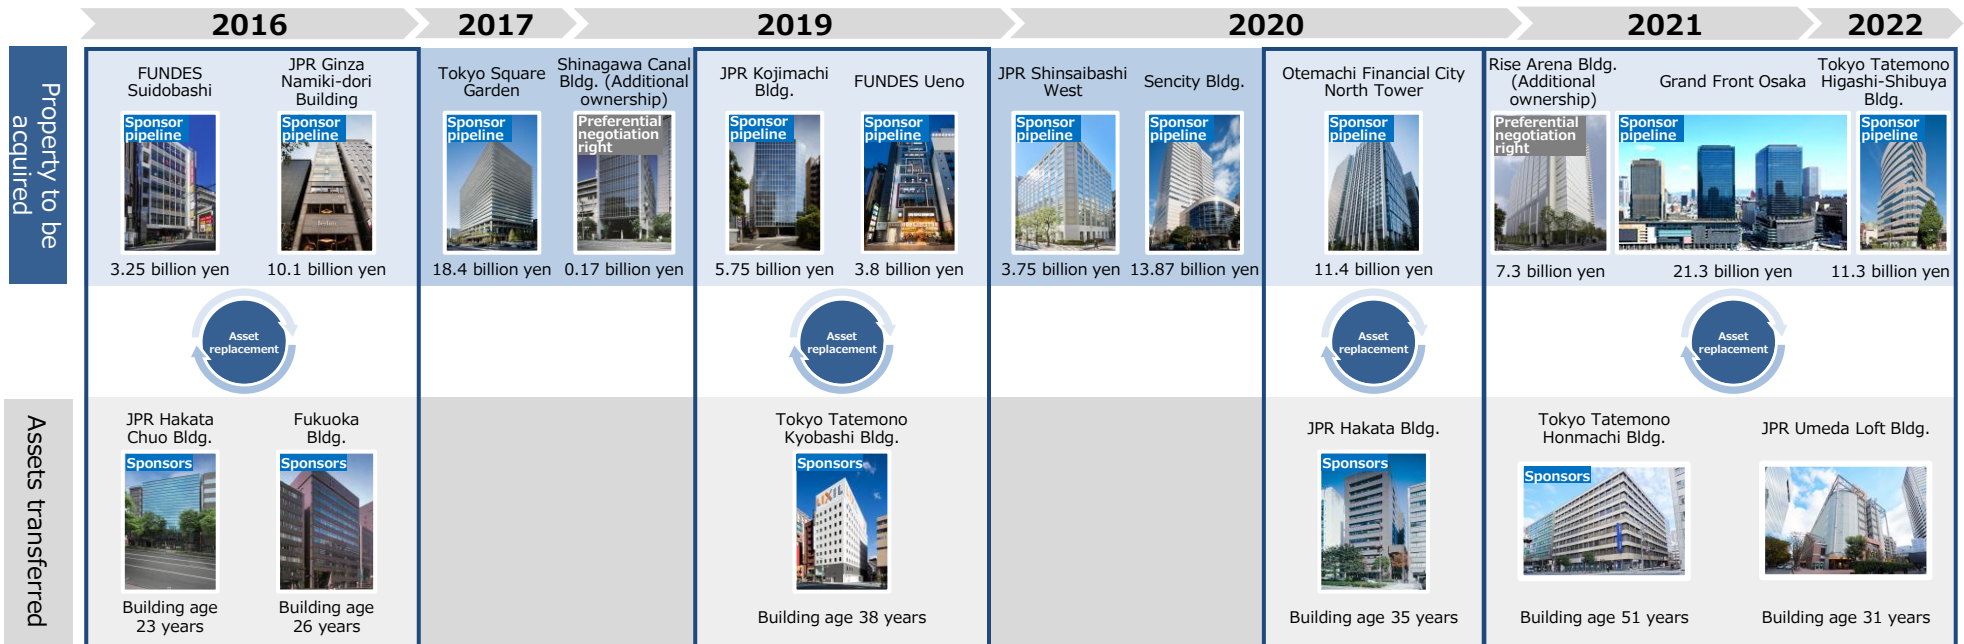 2016
2017
2019
2020
2021
2022
Property to be
acquired
FUNDES
Suidobashi
Sponsor
pipeline
3.25 billion yen
JPR Ginza
Namiki-dori
Building
Sponsor
pipeline
10.1 billion yen
Tokyo Square
Garden
Sponsor
pipeline
18.4 billion yen
Shinagawa Canal
Bldg. (Additional
ownership)
Preferential
negotiation
right
0.17 billion yen
JPR Kojimachi
Bldg.
Sponsor
pipeline
5.75 billion yen
FUNDES Ueno
Sponsor
pipeline
3.8 billion yen
JPR Shinsaibashi
West
Sponsor
pipeline
3.75 billion yen
Sencity Bldg.
Sponsor
pipeline
13.87 billion yen
Otemachi Financial City
North Tower
Sponsor
pipeline
11.4 billion yen
Rise Arena Bldg.
(Additional
ownership)
Preferential
negotiation
right
7.3 billion yen
Grand Front Osaka
Sponsor
pipeline
21.3 billion yen
Tokyo Tatemono
Higashi-Shibuya
Bldg.
Sponsor
pipeline
11.3 billion yen
Asset
replacement
Asset
replacement
Asset
replacement
Asset
replacement
Assets transferred
JPR Hakata
Chuo Bldg.
Sponsors
Building age
23 years
Fukuoka
Bldg.
Sponsors
Building age
26 years
Tokyo Tatemono
Kyobashi Bldg.
Sponsors
LIXIL
Building age 38 years
JPR Hakata Bldg.
Sponsors
Building age 35 years
Tokyo Tatemono
Honmachi Bldg.
Sponsors
Building age 51 years
JPR Umeda Loft Bldg.
Building age 31 years